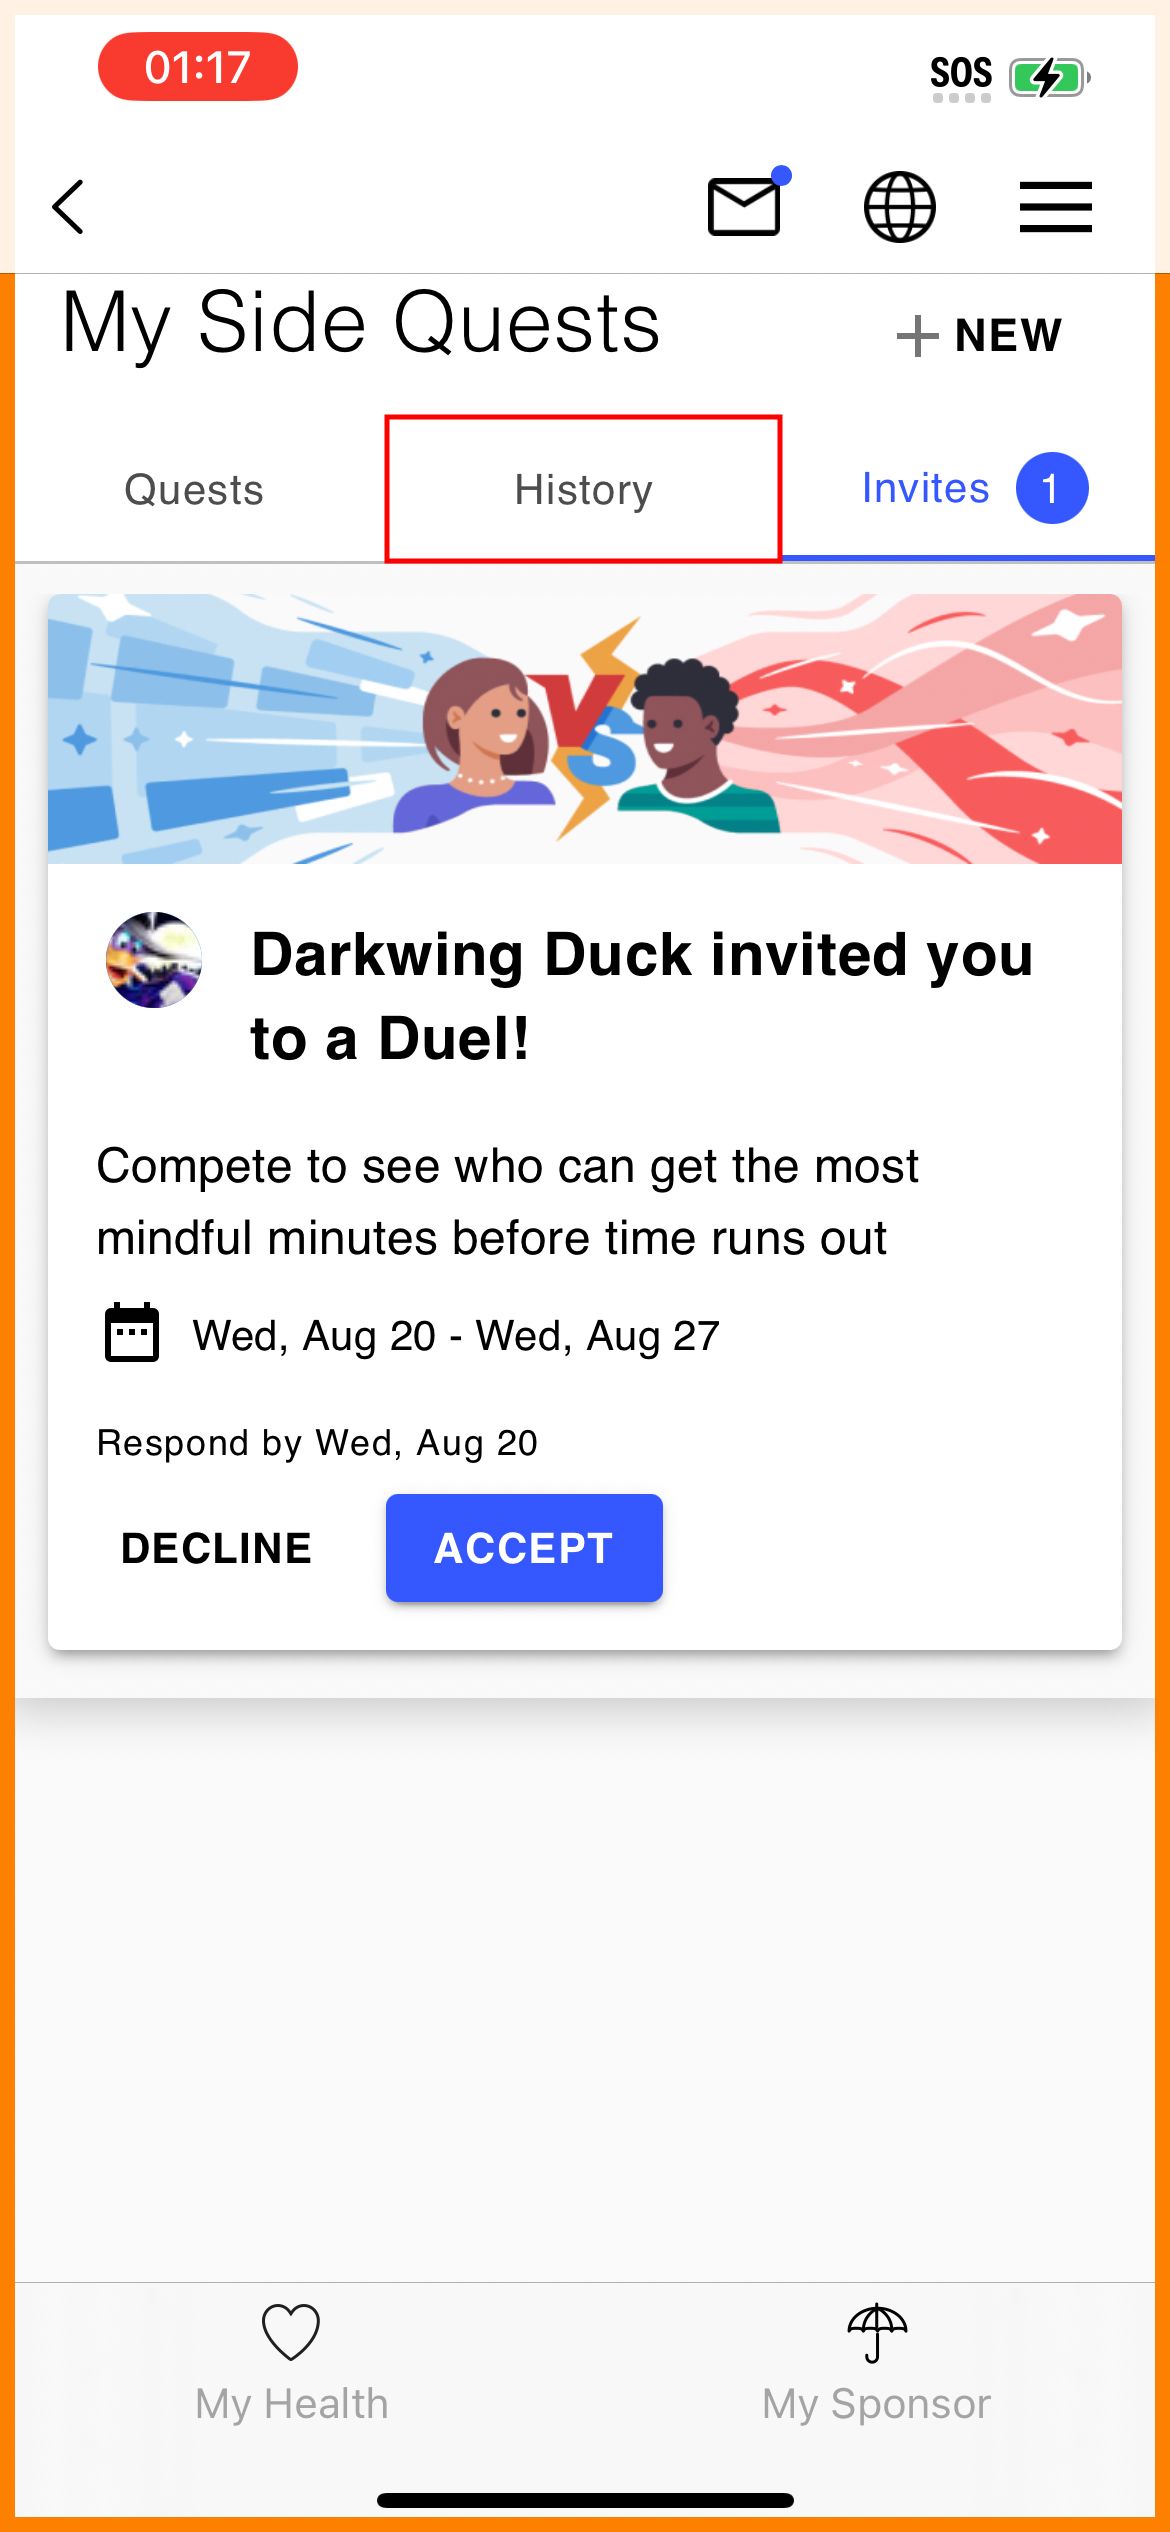 01:17
SOS
My Side Quests
NEW
Quests
History
Invites 1
VS
Darkwing Duck invited you
to a Duel!
Compete to see who can get the most
mindful minutes before time runs out
Wed, Aug 20 - Wed, Aug 27
Respond by Wed, Aug 20
DECLINE
ACCEPT
My Health
My Sponsor